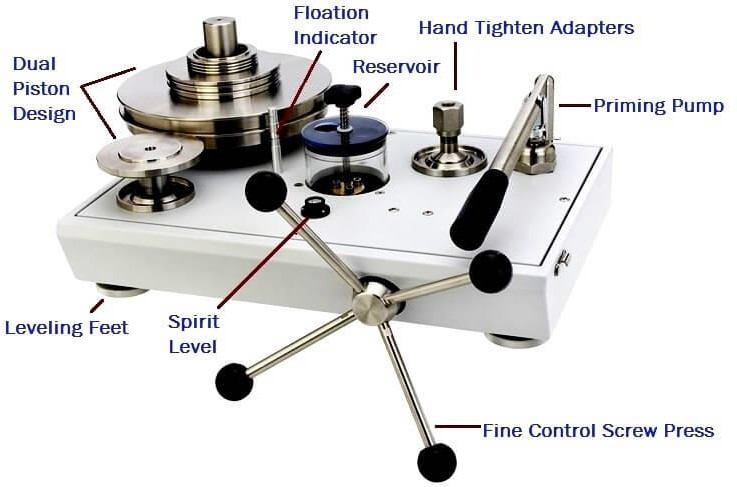 Floation
Indicator
Hand Tighten Adapters
Dual
Piston
Design
Reservoir
Priming Pump
Leveling Feet
Spirit
Level
Fine Control Screw Press